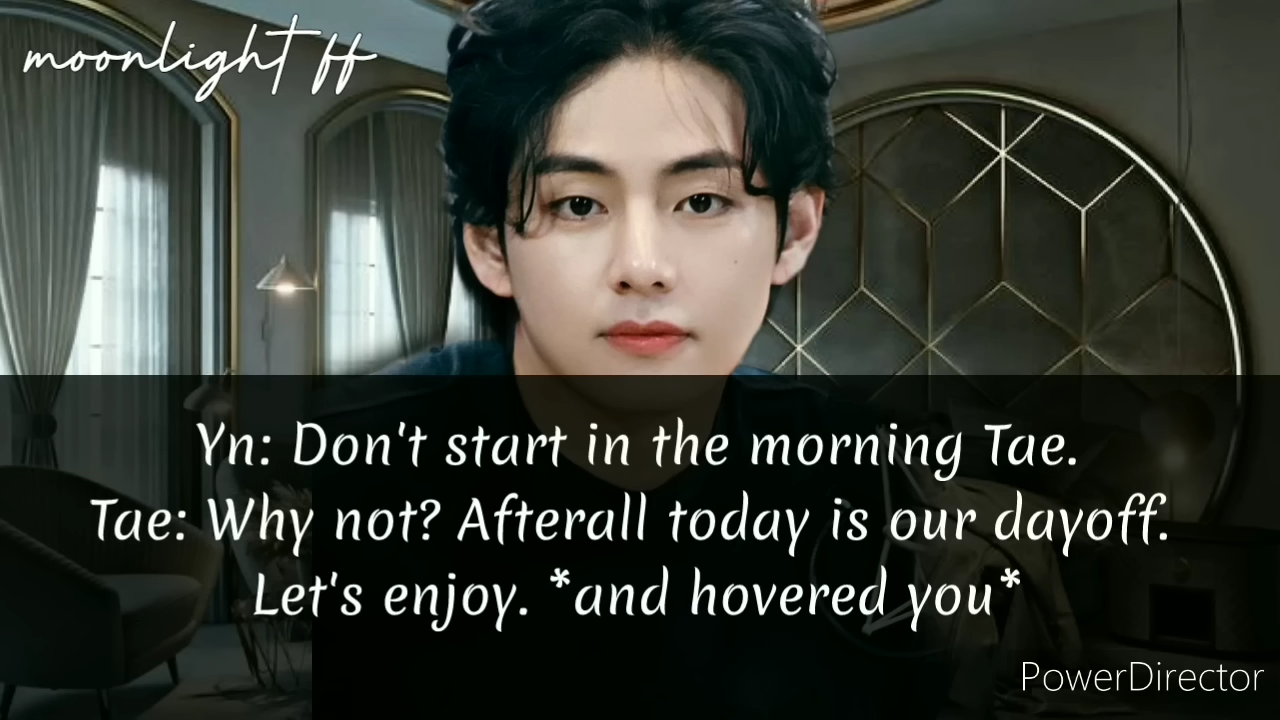 moonlight ff
Yn: Don't start in the morning Tae.
Tae: Why not? Afterall today is our dayoff.
Let's enjoy. *and hovered you*
PowerDirector